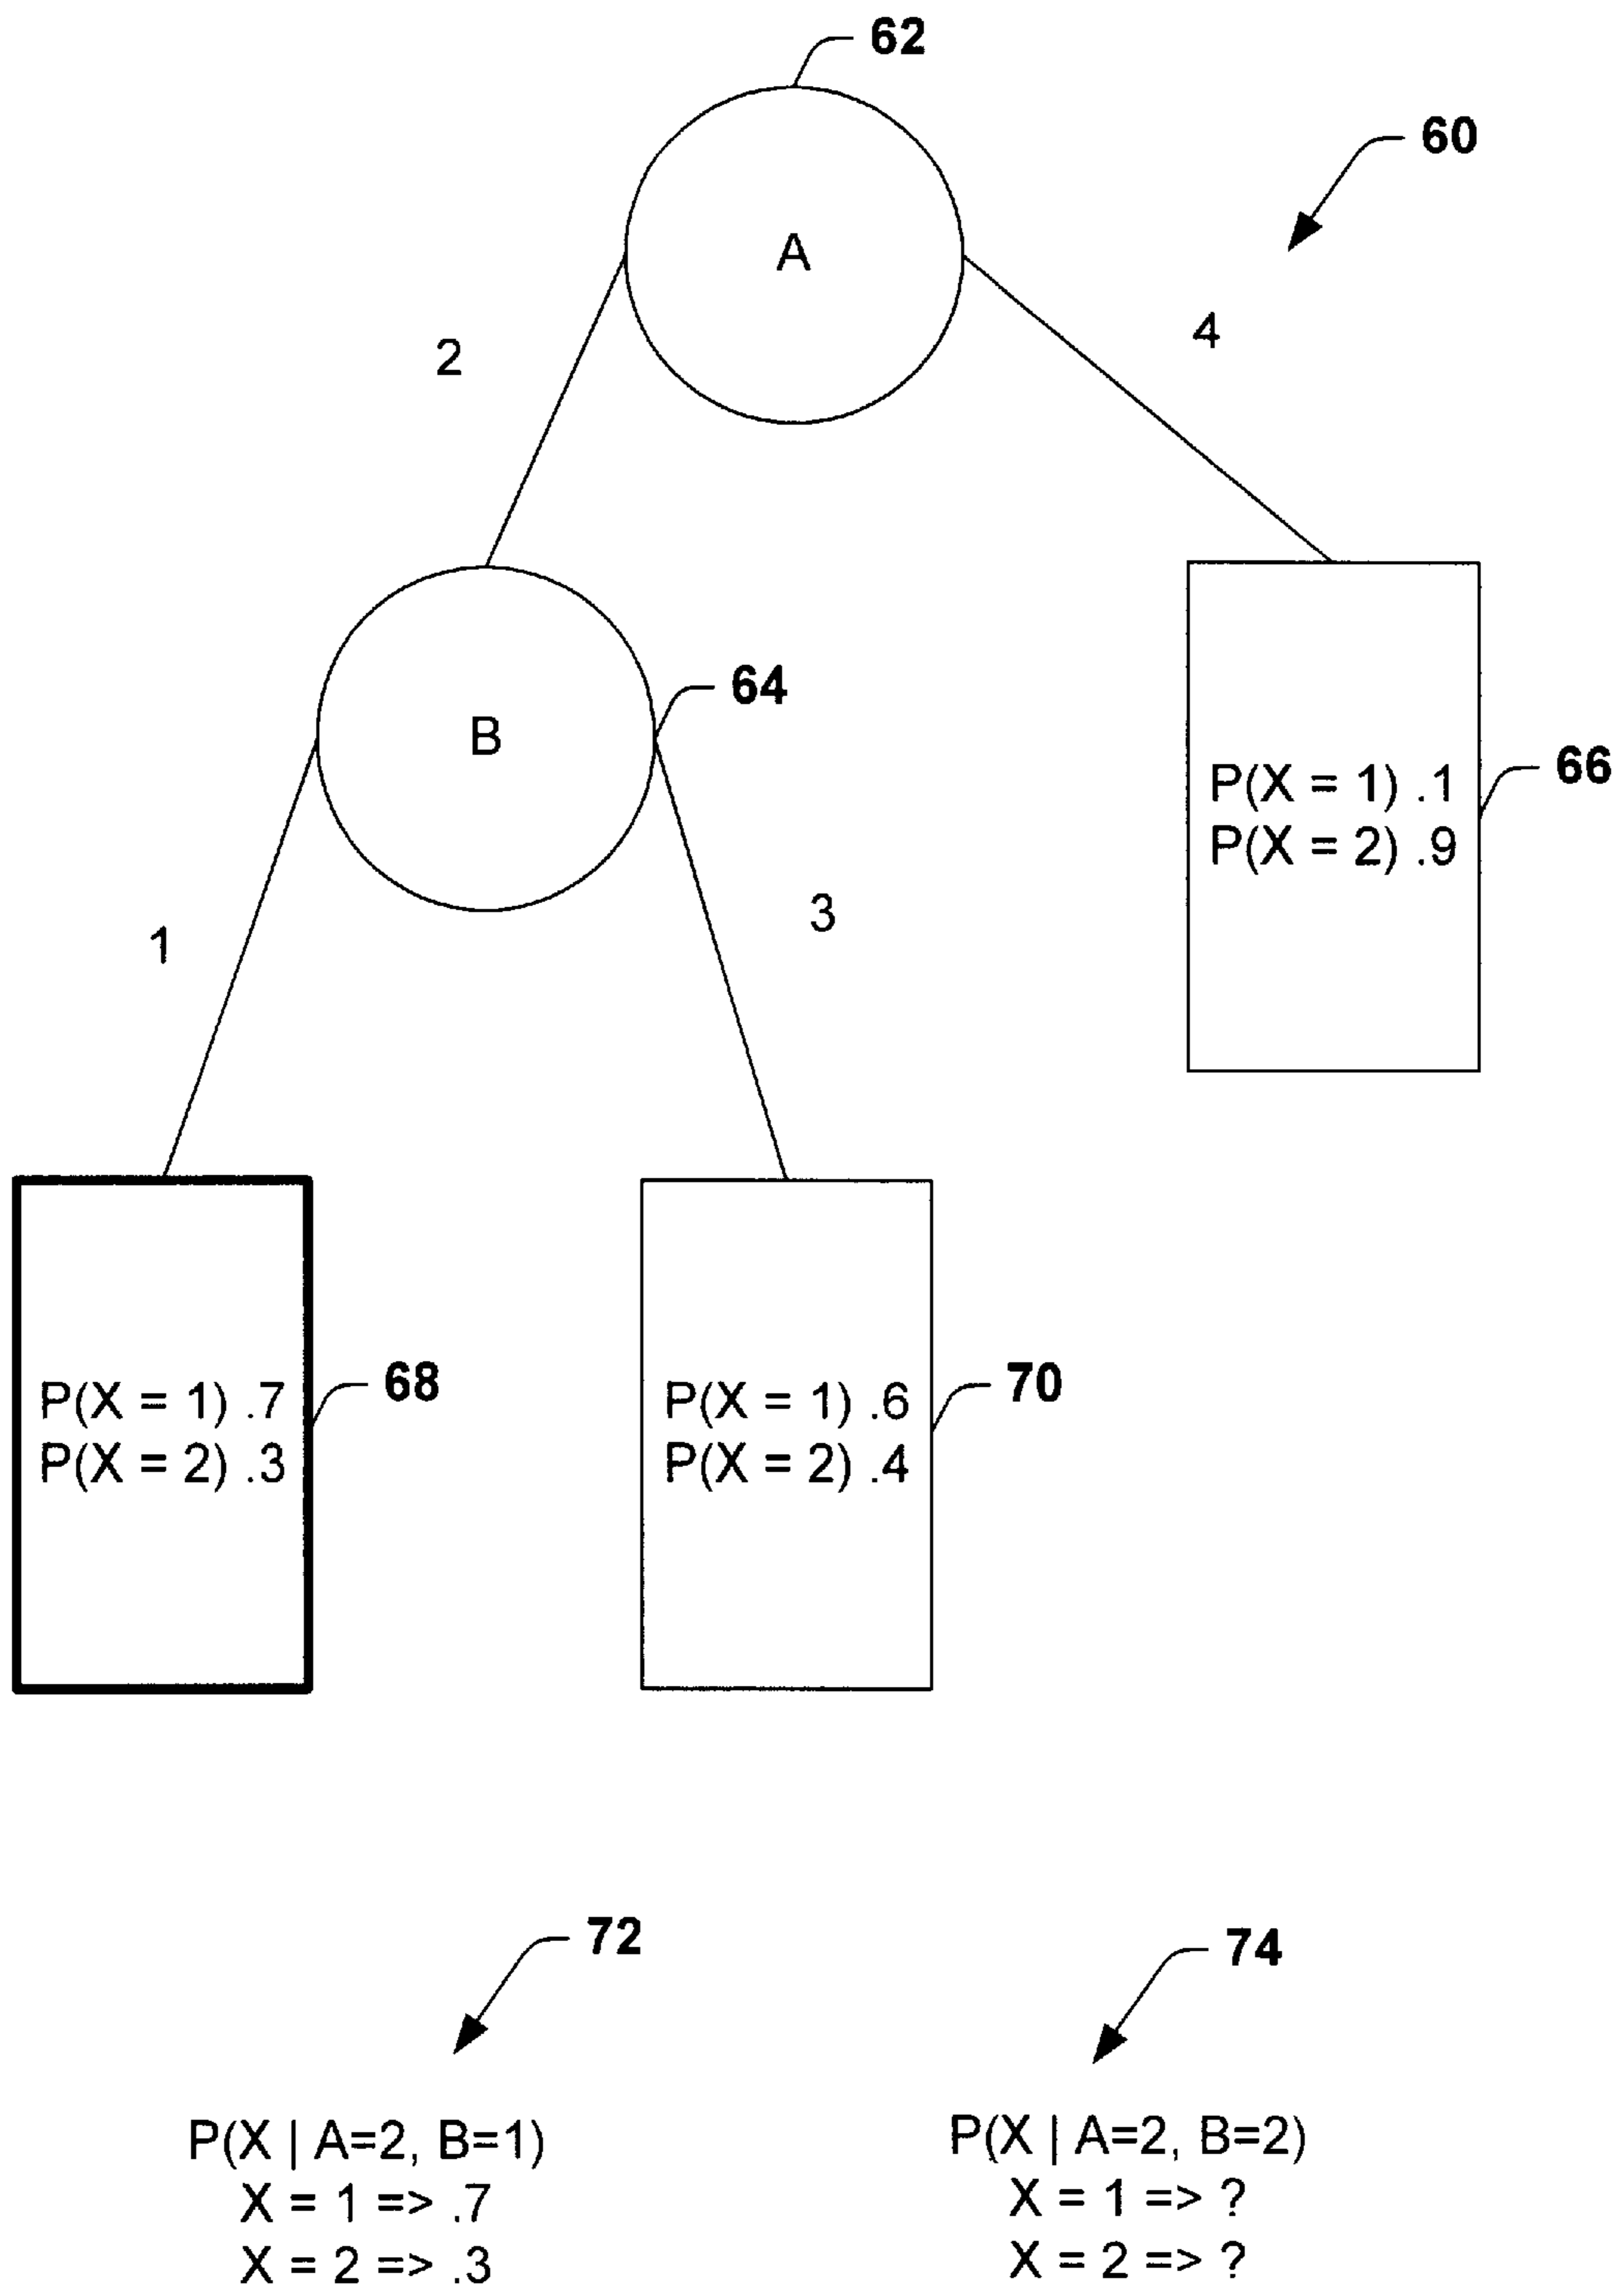 62
60
A
2
4
B
64
66
P(X = 1) .1
P(X = 2) .9
1
3
P(X = 1) .7
P(X = 2) .3
68
P(X = 1) .6
P(X = 2) .4
70
72
P(X | A=2, B=1)
X = 1 => .7
X = 2 => .3
74
P(X | A=2, B=2)
X = 1 => ?
X = 2 => ?